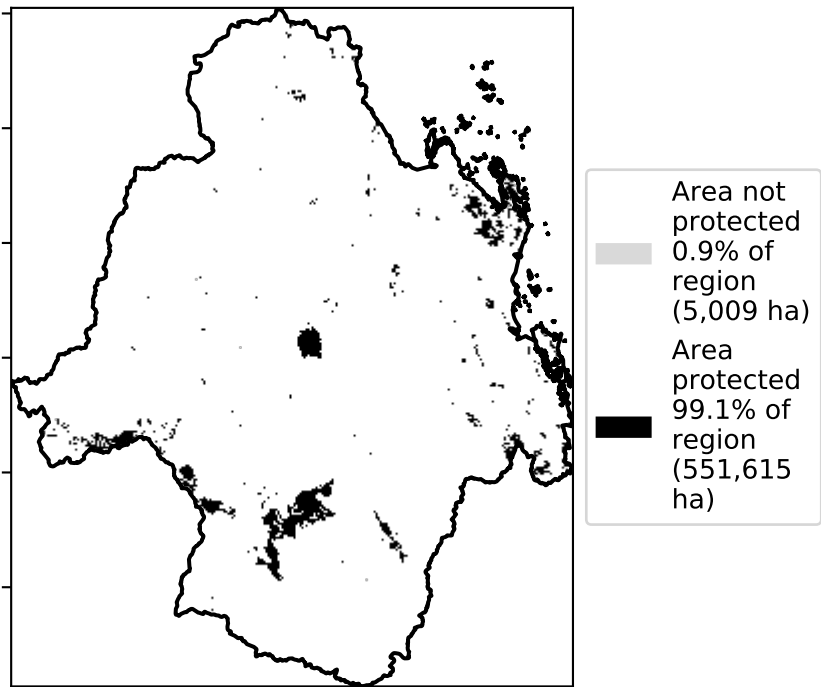 Area not
protected
0.9% of
region
(5,009 ha)
Area
protected
99.1% of
region
(551,615
ha)